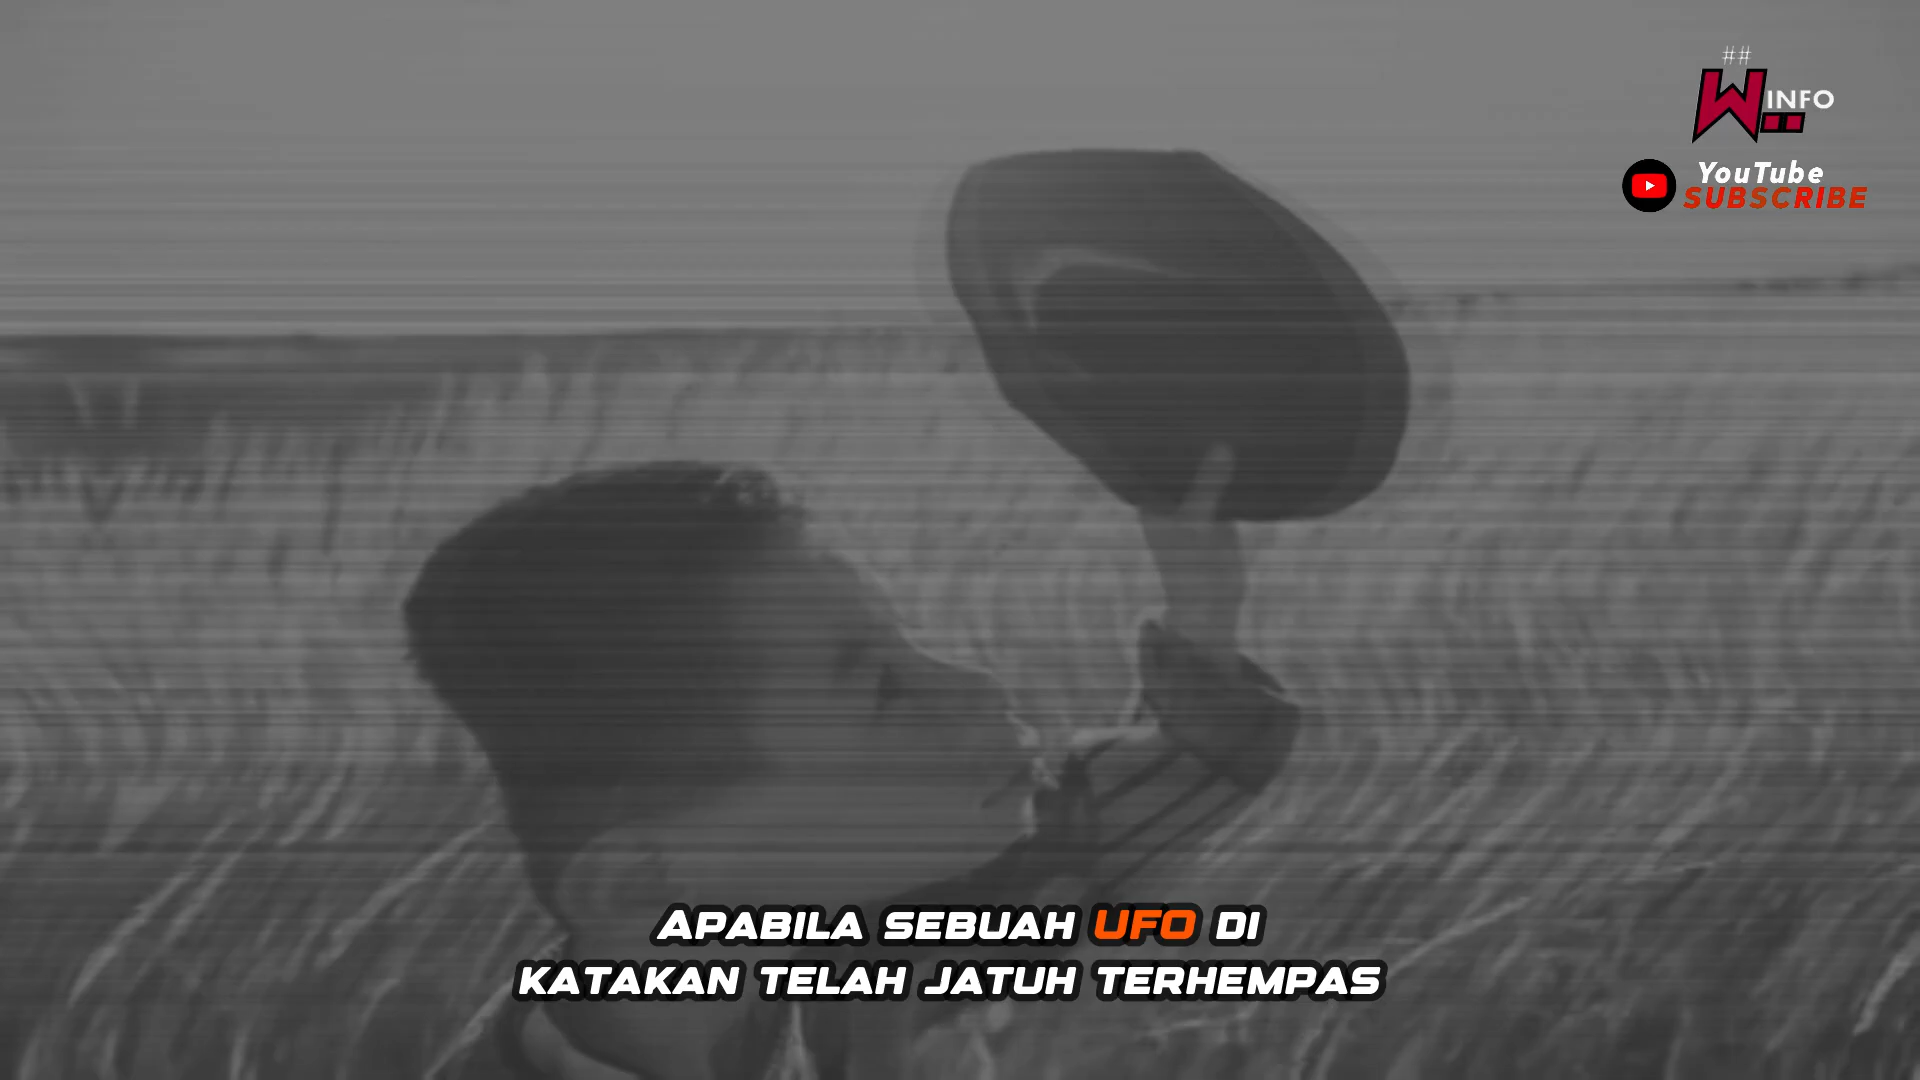 ##
W INFO
YouTube
SUBSCRIBE
APABILA SEBUAH UFO DI
KATAKAN TELAH JATUH TERHEMPAS